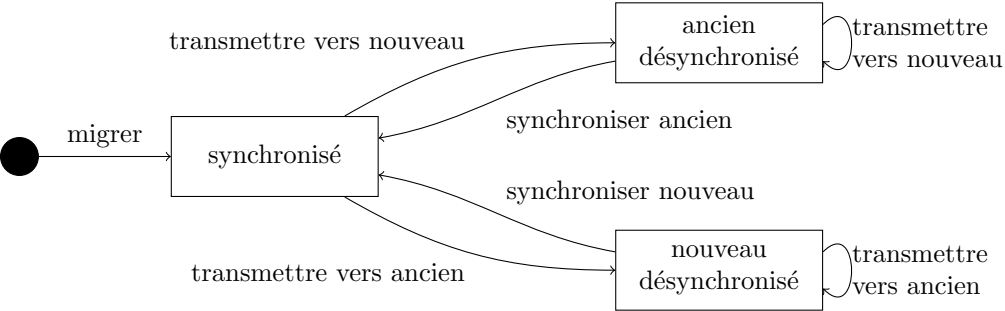 ancien
désynchronisé
transmettre
vers nouveau
transmettre vers nouveau
synchroniser ancien
migrer
synchronisé
synchroniser nouveau
nouveau
désynchronisé
transmettre
vers ancien
transmettre vers ancien